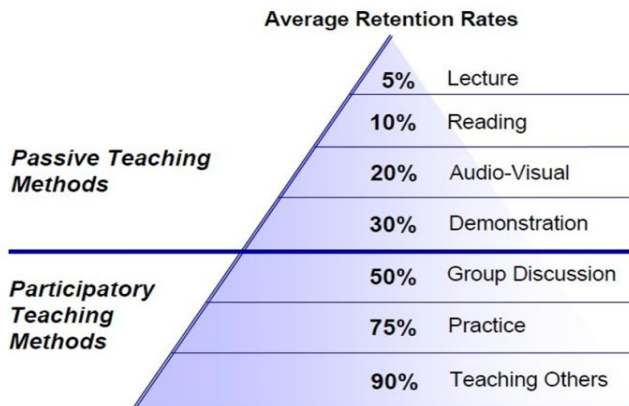 Average Retention Rates
5% Lecture
10% Reading
Passive Teaching
Methods
20% Audio-Visual
30% Demonstration
50% Group Discussion
Participatory
Teaching
Methods
75% Practice
90% Teaching Others